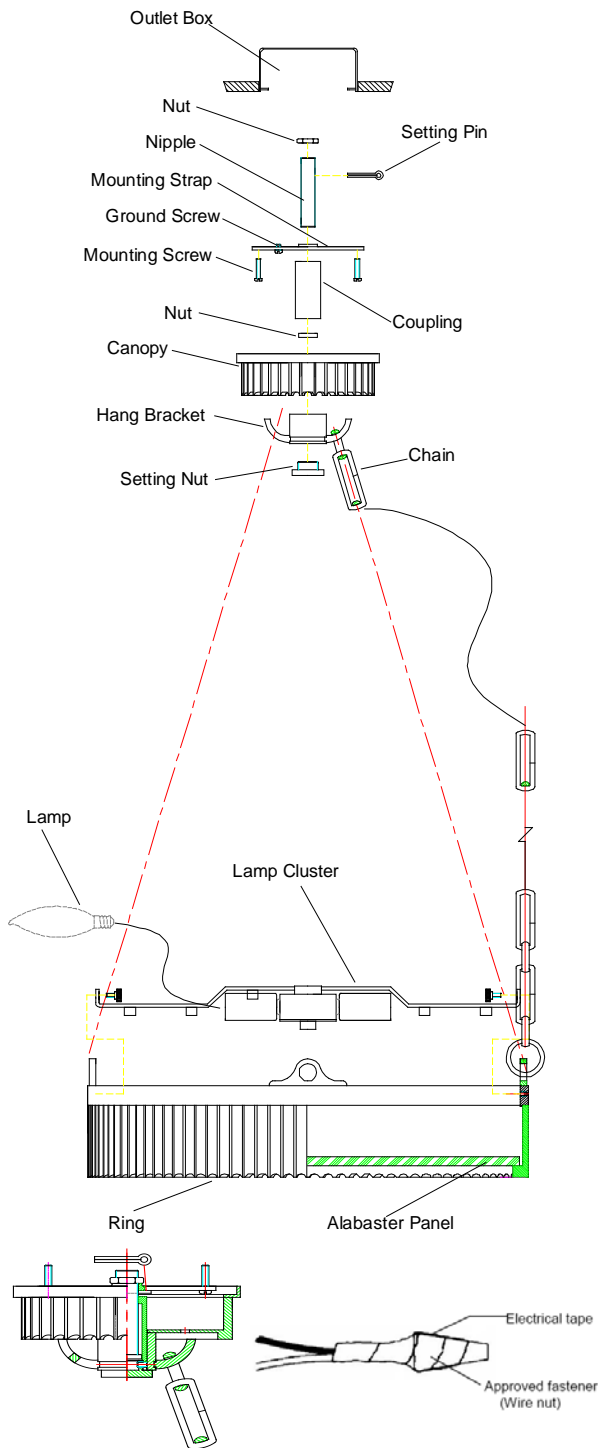 Outlet Box
Nut
Setting Pin
Nipple
Mounting Strap
Ground Screw
Mounting Screw
Coupling
Nut
Canopy
Hang Bracket
Chain
Setting Nut
Lamp
Lamp Cluster
Ring
Alabaster Panel
Electrical tape
Approved fastener
(Wire nut)